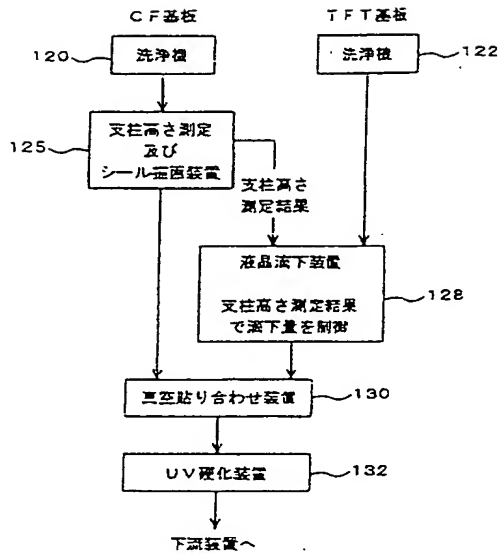 CF基板
TFT基板
120
洗浄機
洗浄機
122
125
支柱高さ測定
及び
シール描画装置
支柱高さ
測定結果
液晶滴下装置
支柱高さ測定結果
で滴下量を制御
128
真空貼り合わせ装置
130
UV硬化装置
132
下流装置へ